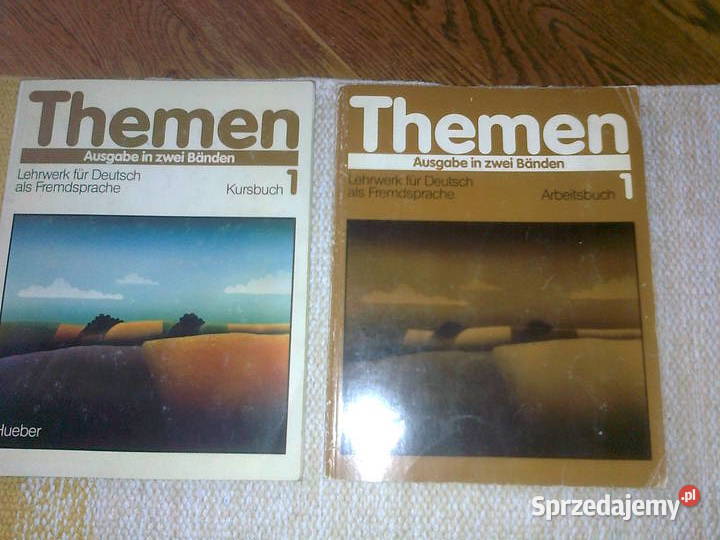 Themen
Ausgabe in zwei Bänden
Lehrwerk für Deutsch
als Fremdsprache
Kursbuch 1
Hueber
Themen
Ausgabe in zwei Bänden
Lehrwerk für Deutsch
als Fremdsprache
Arbeitsbuch 1
Sprzedajemy.pl